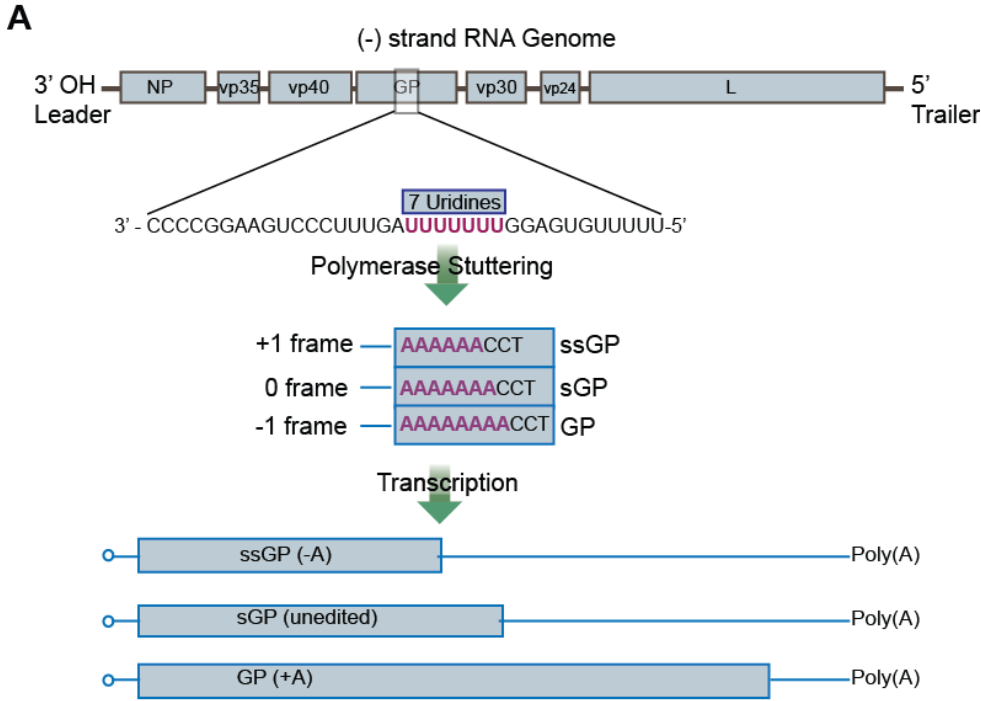 A
(-) strand RNA Genome
3’ OH NP vp35 vp40 GP vp30 vp24 L 5’
Leader Trailer
7 Uridines
3’ - CCCCGGAAGUCCCUUUGAUUUUUUUGGAGUGUUUUU-5’
Polymerase Stuttering
+1 frame AAAAAACCT ssGP
0 frame AAAAAAACCT sGP
-1 frame AAAAAAAACCT GP
Transcription
ssGP (-A) Poly(A)
sGP (unedited) Poly(A)
GP (+A) Poly(A)